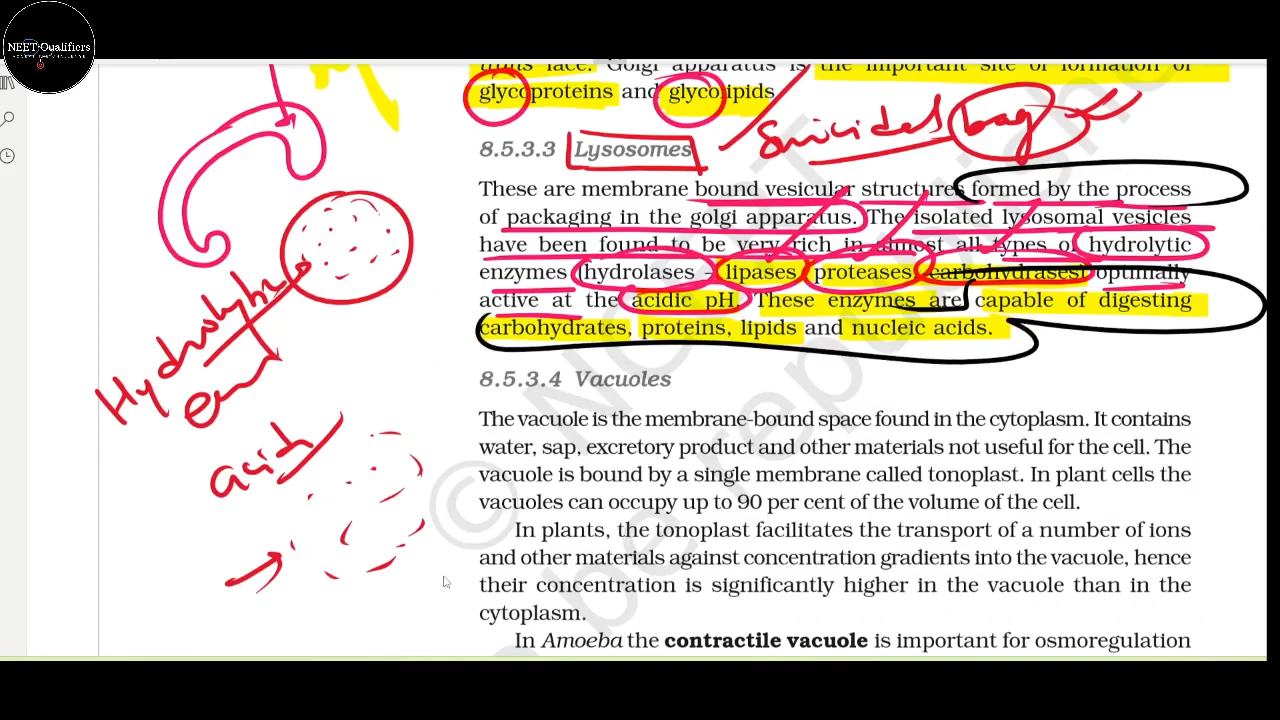 NEET Qualifiers
trans face. Golgi apparatus is the important site of formation of
glycoproteins and glycolipids.
Suicidal bag
8.5.3.3 Lysosomes
These are membrane bound vesicular structures formed by the process
of packaging in the golgi apparatus. The isolated lysosomal vesicles
have been found to be very rich in almost all types of hydrolytic
enzymes (hydrolases – lipases, proteases, carbohydrases) optimally
active at the acidic pH. These enzymes are capable of digesting
carbohydrates, proteins, lipids and nucleic acids.
Hydrolytic
acidic
8.5.3.4 Vacuoles
The vacuole is the membrane-bound space found in the cytoplasm. It contains
water, sap, excretory product and other materials not useful for the cell. The
vacuole is bound by a single membrane called tonoplast. In plant cells the
vacuoles can occupy up to 90 per cent of the volume of the cell.
In plants, the tonoplast facilitates the transport of a number of ions
and other materials against concentration gradients into the vacuole, hence
their concentration is significantly higher in the vacuole than in the
cytoplasm.
In Amoeba the contractile vacuole is important for osmoregulation